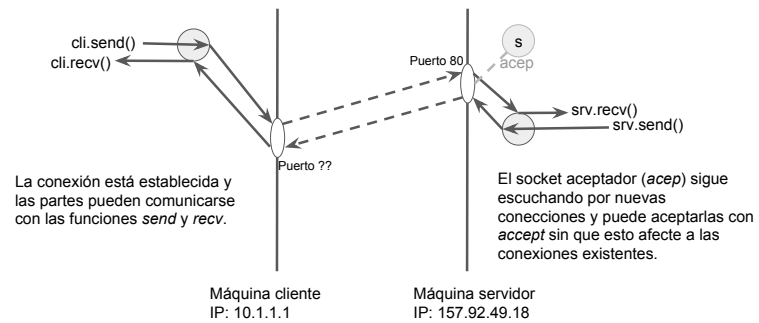 cli.send()
cli.recv()
Puerto 80
s
acep
srv.recv()
srv.send()
Puerto ??
La conexión está establecida y
las partes pueden comunicarse
con las funciones send y recv.
El socket aceptador (acep) sigue
escuchando por nuevas
conecciones y puede aceptarlas con
accept sin que esto afecte a las
conexiones existentes.
Máquina cliente
IP: 10.1.1.1
Máquina servidor
IP: 157.92.49.18